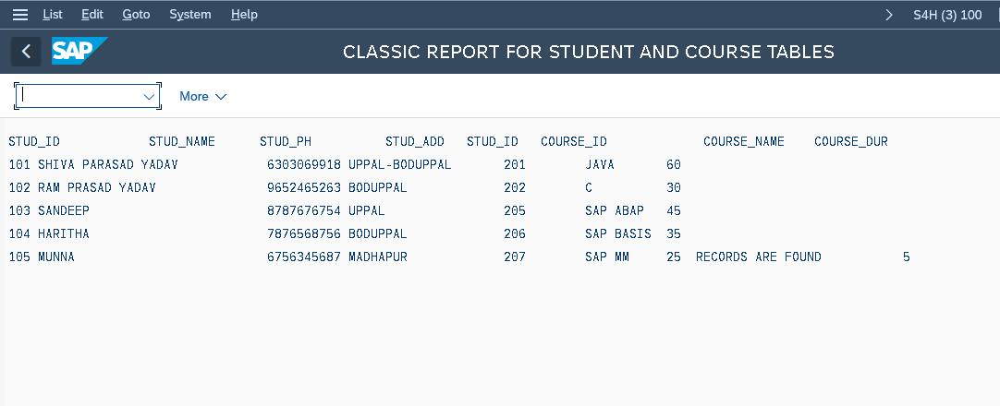 List Edit Goto System Help S4H (3) 100
SAP CLASSIC REPORT FOR STUDENT AND COURSE TABLES
More
STUD_ID STUD_NAME STUD_PH STUD_ADD STUD_ID COURSE_ID COURSE_NAME COURSE_DUR
101 SHIVA PARASAD YADAV 6303069918 UPPAL-BODUPPAL 201 JAVA 60
102 RAM PRASAD YADAV 9652465263 BODUPPAL 202 C 30
103 SANDEEP 8787676754 UPPAL 205 SAP ABAP 45
104 HARITHA 7876568756 BODUPPAL 206 SAP BASIS 35
105 MUNNA 6756345687 MADHAPUR 207 SAP MM 25 RECORDS ARE FOUND 5